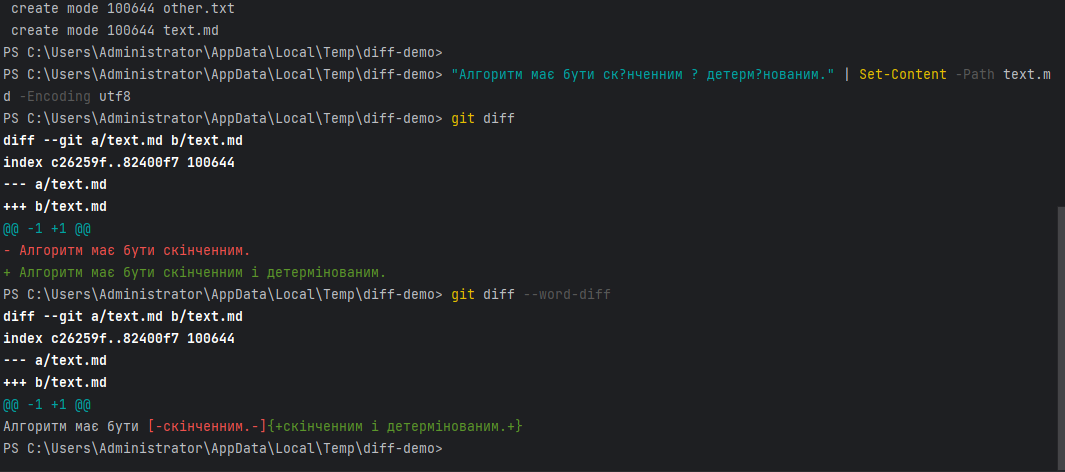 create mode 100644 other.txt
create mode 100644 text.md
PS C:\Users\Administrator\AppData\Local\Temp\diff-demo>
PS C:\Users\Administrator\AppData\Local\Temp\diff-demo> "Алгоритм має бути ск?нченним ? детерм?нованим." | Set-Content -Path text.m
d -Encoding utf8
PS C:\Users\Administrator\AppData\Local\Temp\diff-demo> git diff
diff --git a/text.md b/text.md
index c26259f..82400f7 100644
--- a/text.md
+++ b/text.md
@@ -1 +1 @@
- Алгоритм має бути скінченним.
+ Алгоритм має бути скінченним і детермінованим.
PS C:\Users\Administrator\AppData\Local\Temp\diff-demo> git diff --word-diff
diff --git a/text.md b/text.md
index c26259f..82400f7 100644
--- a/text.md
+++ b/text.md
@@ -1 +1 @@
Алгоритм має бути [-скінченним.-]{+скінченним і детермінованим.+}
PS C:\Users\Administrator\AppData\Local\Temp\diff-demo>